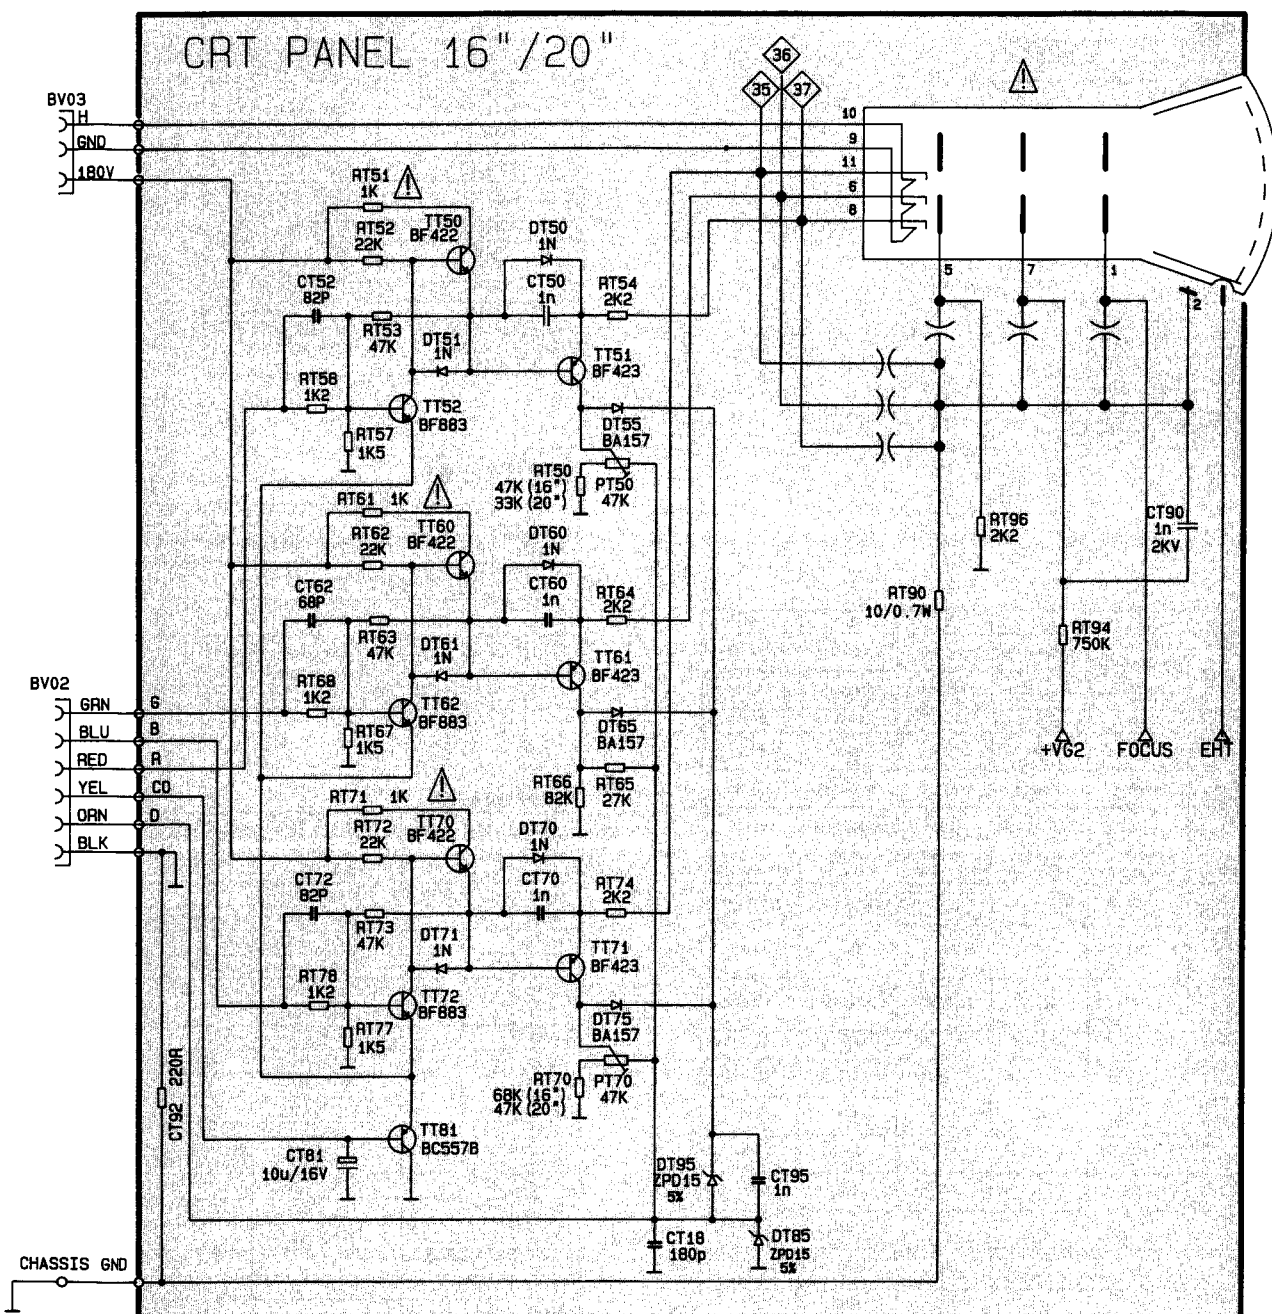 CRT PANEL 16"/20"
36
35
37
BV03
H
GND
180V
10
9
11
6
8
RT51
1K
RT52
22K
TT50
BF422
DT50
1N
CT50
1n
RT54
2K2
CT52
82P
RT53
47K
DT51
1N
TT51
BF423
RT58
1K2
TT52
BF883
RT57
1K5
DT55
BA157
RT50
47K (16")
33K (20")
PT50
47K
5
7
1
2
RT61 1K
RT62
22K
TT60
BF422
DT60
1N
CT60
1n
RT64
2K2
CT62
68P
RT63
47K
DT61
1N
TT61
BF423
RT68
1K2
TT62
BF883
RT67
1K5
DT65
BA157
RT66
82K
RT65
27K
RT96
2K2
CT90
1n
2KV
RT90
10/0.7W
RT94
750K
+VG2
FOCUS
EHT
BV02
GRN G
BLU B
RED R
YEL CO
ORN D
BLK
RT71 1K
RT72
22K
TT70
BF422
DT70
1N
CT70
1n
RT74
2K2
CT72
82P
RT73
47K
DT71
1N
TT71
BF423
RT78
1K2
TT72
BF883
RT77
1K5
DT75
BA157
RT70
68K (16")
47K (20")
PT70
47K
CT92 220R
TT81
BC557B
CT81
10u/16V
DT95
ZPD15
5%
CT95
1n
CT18
180p
DT85
ZPD15
5%
CHASSIS GND